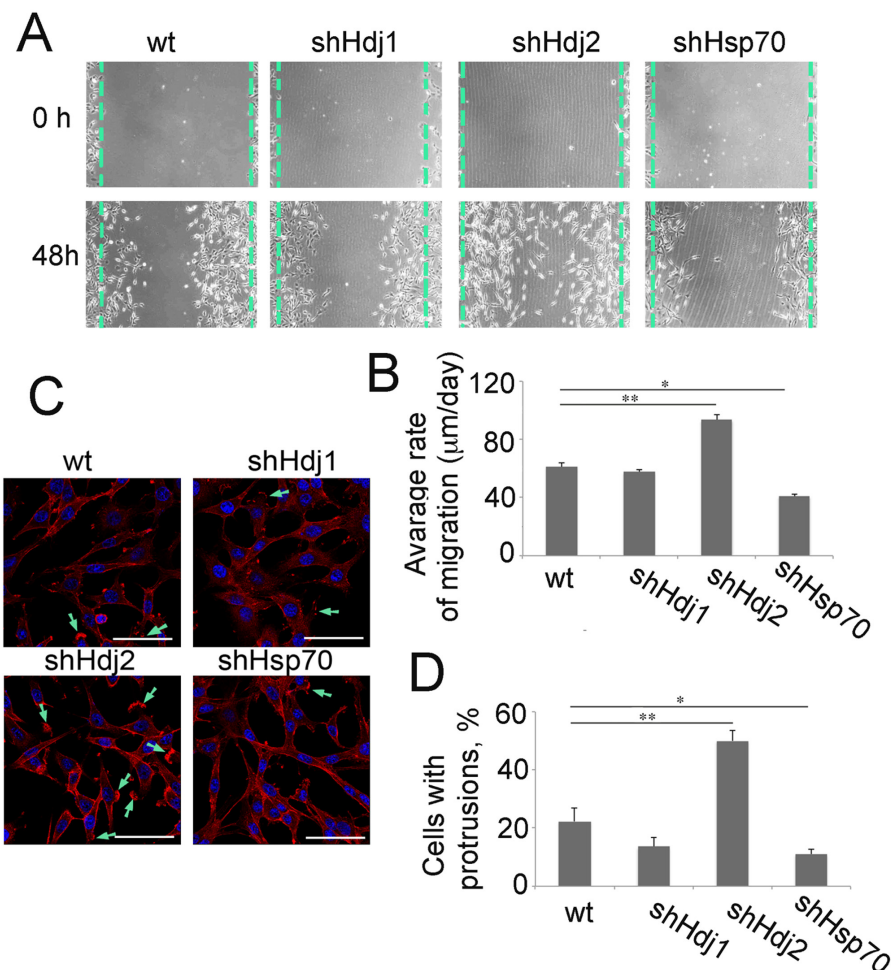 A
wt shHdj1 shHdj2 shHsp70
0 h
48h
B
Avarage rate
of migration (μm/day)
120
80
40
0
*
**
wt shHdj1 shHdj2 shHsp70
C
wt shHdj1
shHdj2 shHsp70
D
Cells with
protrusions, %
60
40
20
0
*
**
wt shHdj1 shHdj2 shHsp70